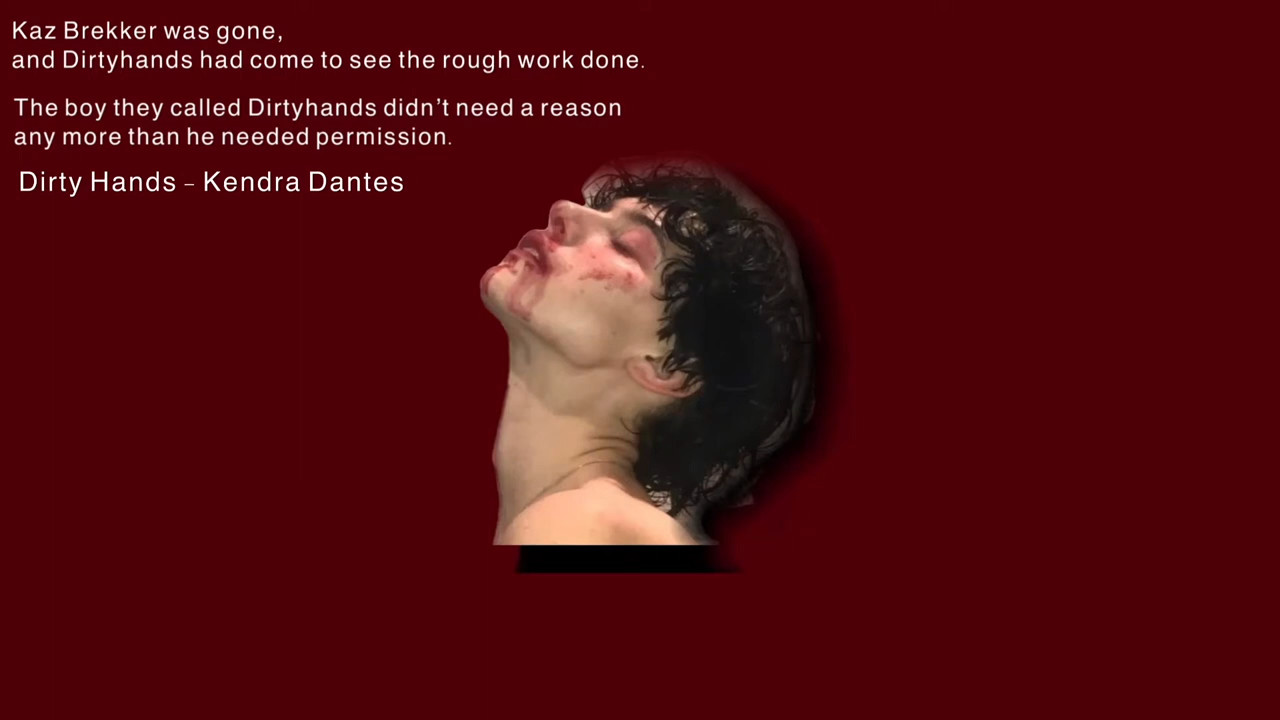 Kaz Brekker was gone,
and Dirtyhands had come to see the rough work done.
The boy they called Dirtyhands didn’t need a reason
any more than he needed permission.
Dirty Hands – Kendra Dantes